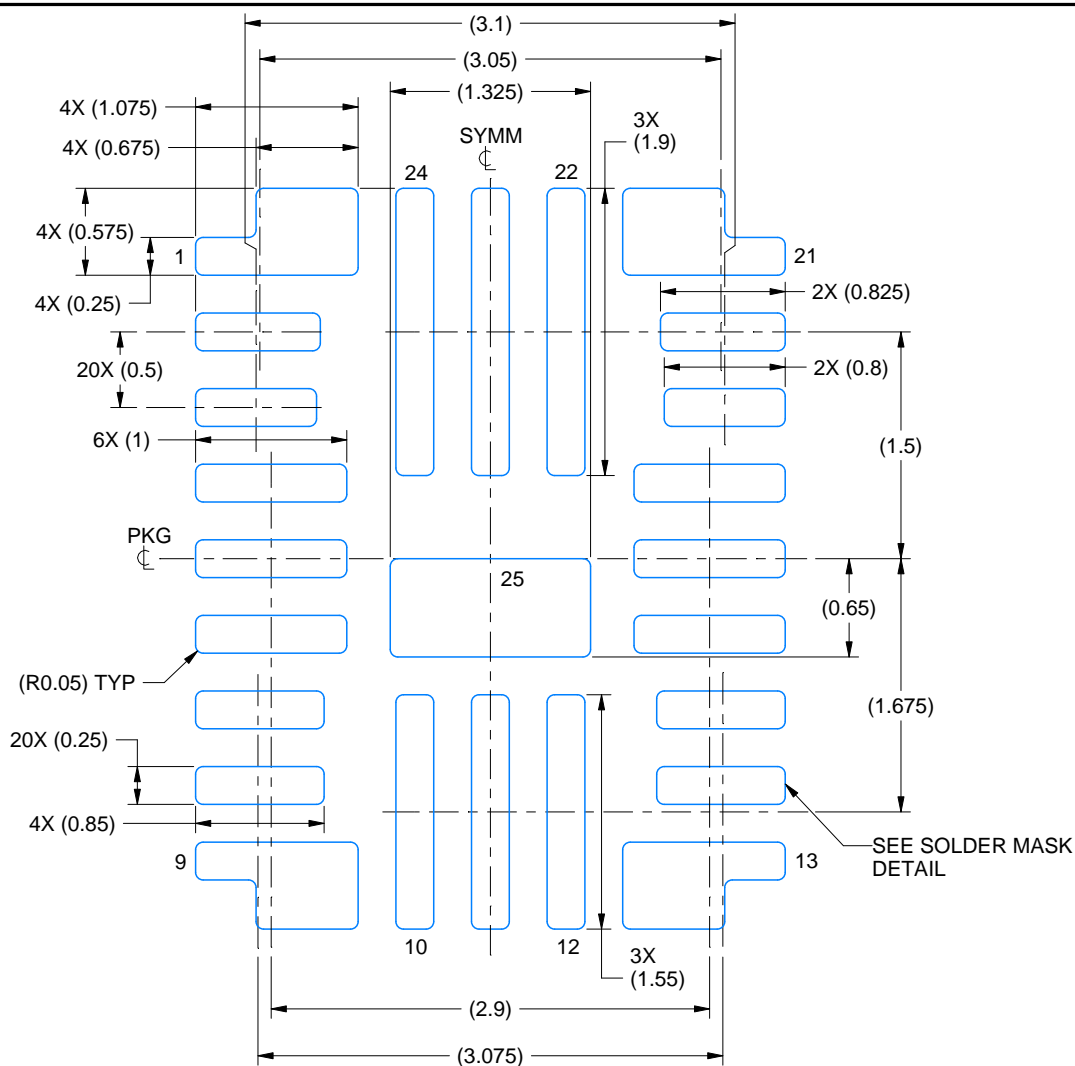 (3.1)
(3.05)
(1.325)
4X (1.075)
3X
(1.9)
SYMM
4X (0.675)
24
22
4X (0.575)
1
21
4X (0.25)
2X (0.825)
20X (0.5)
2X (0.8)
6X (1)
(1.5)
PKG
25
(0.65)
(R0.05) TYP
(1.675)
20X (0.25)
4X (0.85)
SEE SOLDER MASK
DETAIL
9
13
10
12
3X
(1.55)
(2.9)
(3.075)